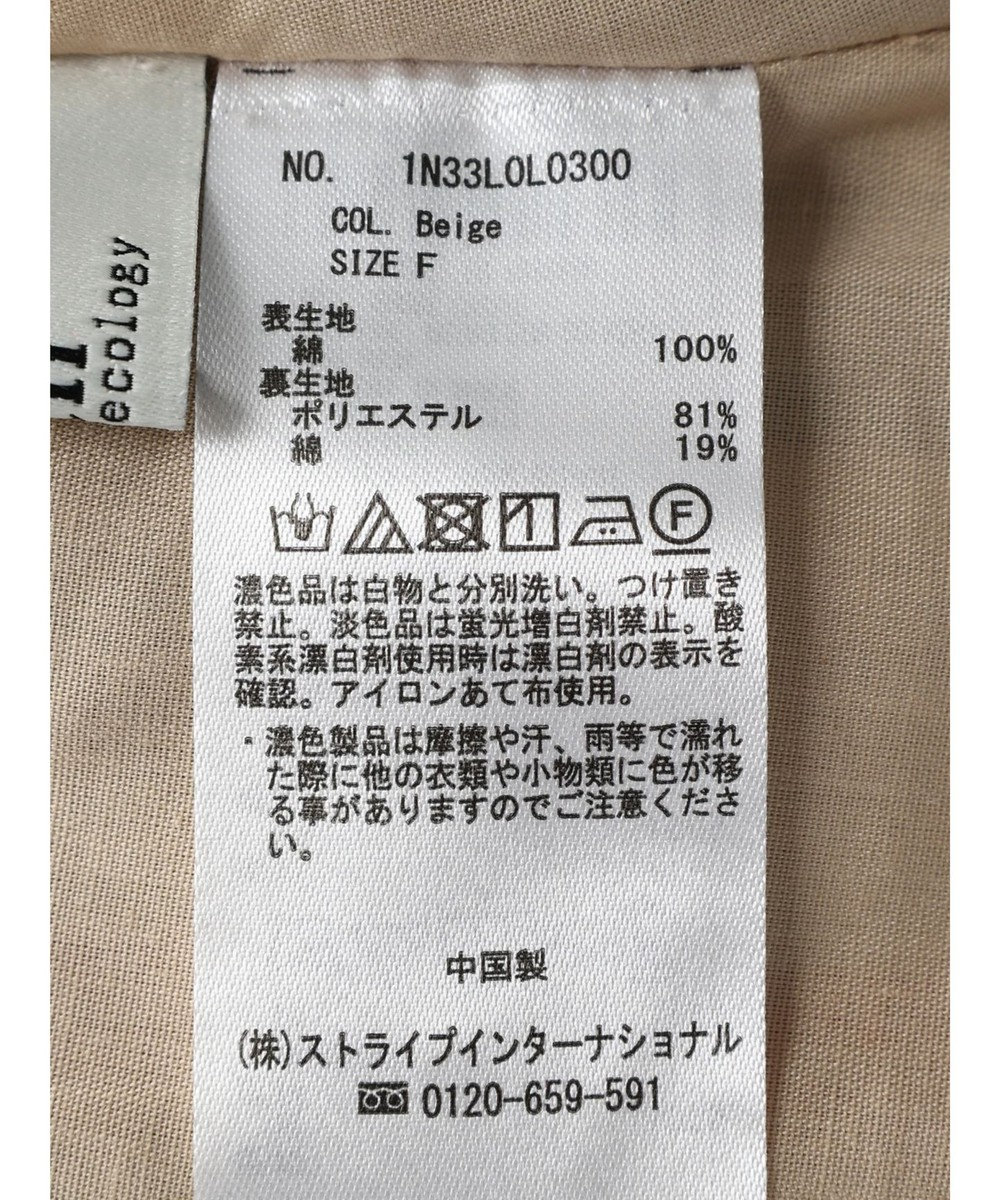 ecology
NO. 1N33L0L0300
COL. Beige
SIZE F
表生地
綿 100%
裏生地
ポリエステル 81%
綿 19%
F
濃色品は白物と分別洗い。つけ置き
禁止。淡色品は蛍光増白剤禁止。酸
素系漂白剤使用時は漂白剤の表示を
確認。アイロンあて布使用。
・濃色製品は摩擦や汗、雨等で濡れ
た際に他の衣類や小物類に色が移
る事がありますのでご注意くださ
い。
中国製
(株)ストライプインターナショナル
0120-659-591